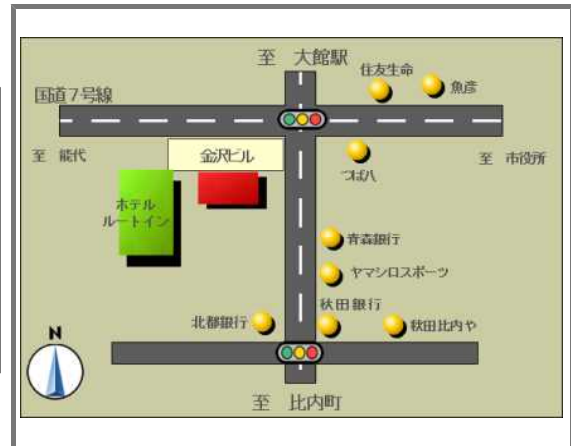 至 大館駅
住友生命
魚彦
国道7号線
至 能代
金沢ビル
つぼ八
至 市役所
ホテル
ルートイン
青森銀行
ヤマシロスポーツ
秋田銀行
北都銀行
秋田比内や
N
至 比内町